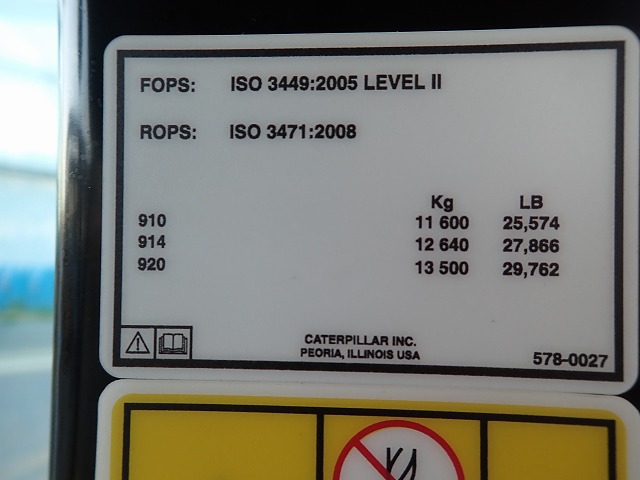 FOPS: ISO 3449:2005 LEVEL II
ROPS: ISO 3471:2008
Kg LB
910 11 600 25,574
914 12 640 27,866
920 13 500 29,762
CATERPILLAR INC.
PEORIA, ILLINOIS USA
578-0027